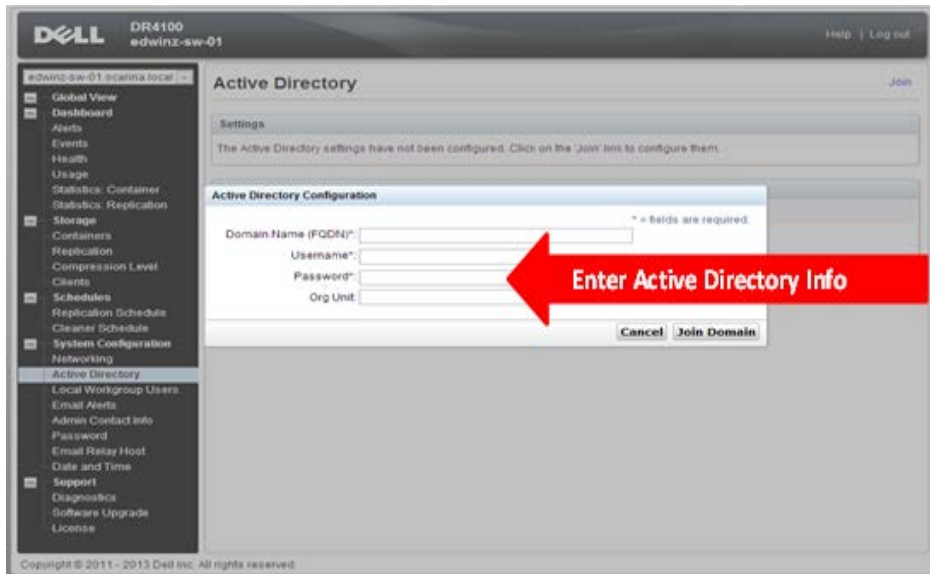 DELL
DR4100
edwinz-sw-01
Help | Log out
edwinz-sw-01.ocarina.local
Global View
Dashboard
Alerts
Events
Health
Usage
Statistics: Container
Statistics: Replication
Storage
Containers
Replication
Compression Level
Clients
Schedules
Replication Schedule
Cleaner Schedule
System Configuration
Networking
Active Directory
Local Workgroup Users
Email Alerts
Admin Contact Info
Password
Email Relay Host
Date and Time
Support
Diagnostics
Software Upgrade
License
Active Directory
Join
Settings
The Active Directory settings have not been configured. Click on the 'Join' link to configure them.
Active Directory Configuration
* = fields are required.
Domain Name (FQDN)*:
Username*:
Password*:
Org Unit:
Enter Active Directory Info
Cancel
Join Domain
Copyright © 2011 - 2013 Dell Inc. All rights reserved.